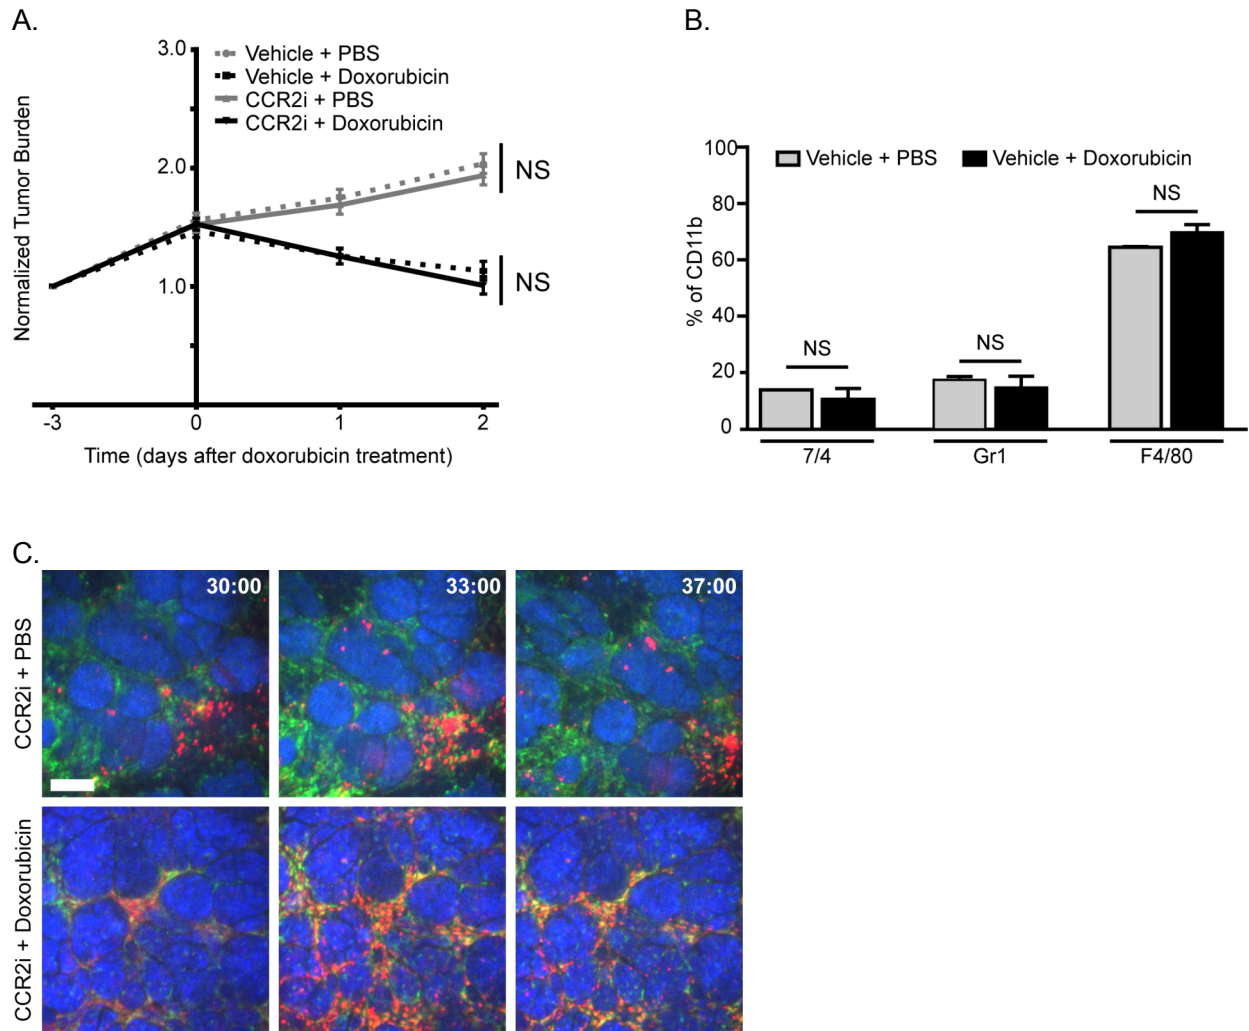 A.
3.0
2.0
1.0
Normalized Tumor Burden
Vehicle + PBS
Vehicle + Doxorubicin
CCR2i + PBS
CCR2i + Doxorubicin
NS
NS
-3 0 1 2
Time (days after doxorubicin treatment)
B.
100
80
60
40
20
0
% of CD11b
Vehicle + PBS Vehicle + Doxorubicin
NS
NS
NS
7/4 Gr1 F4/80
C.
CCR2i + PBS
30:00 33:00 37:00
CCR2i + Doxorubicin